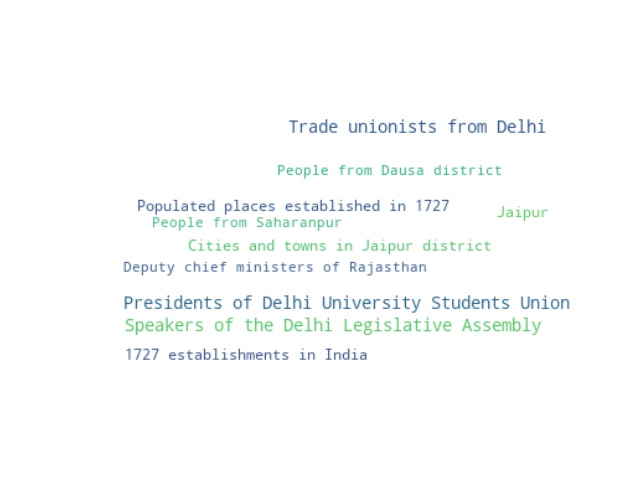 Trade unionists from Delhi
People from Dausa district
Populated places established in 1727
Jaipur
People from Saharanpur
Cities and towns in Jaipur district
Deputy chief ministers of Rajasthan
Presidents of Delhi University Students Union
Speakers of the Delhi Legislative Assembly
1727 establishments in India